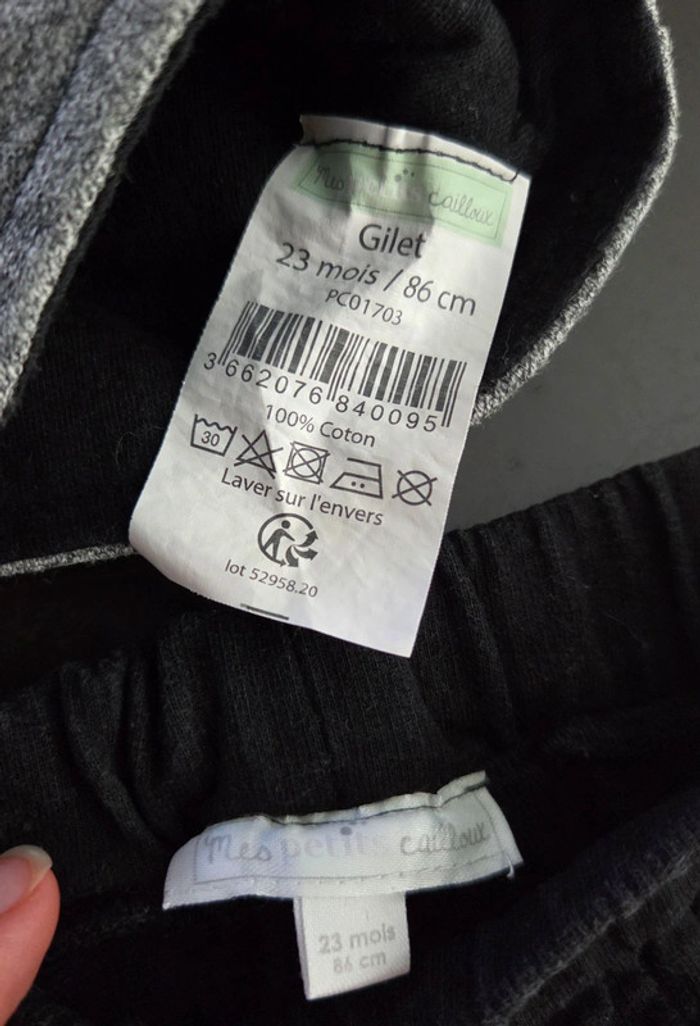 Mes petits cailloux
Gilet
23 mois / 86 cm
PC01703
3 662076 840095
100% Coton
30
Laver sur l'envers
lot 52958.20
Mes petits cailloux
23 mois
86 cm